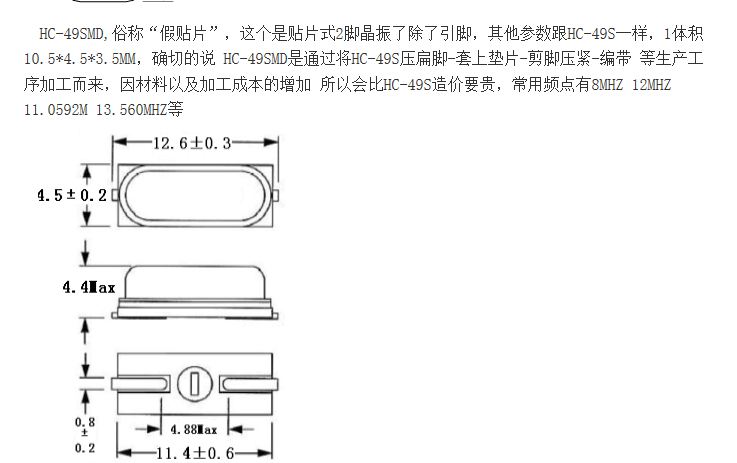 HC-49SMD,俗称“假贴片”，这个是贴片式2脚晶振了除了引脚，其他参数跟HC-49S一样，1体积
10.5*4.5*3.5MM，确切的说 HC-49SMD是通过将HC-49S压扁脚-套上垫片-剪脚压紧-编带 等生产工
序加工而来，因材料以及加工成本的增加 所以会比HC-49S造价要贵，常用频点有8MHZ 12MHZ
11.0592M 13.560MHZ等
12.6±0.3
4.5±0.2
4.4Max
0.8
±
0.2
4.88Max
11.4±0.6